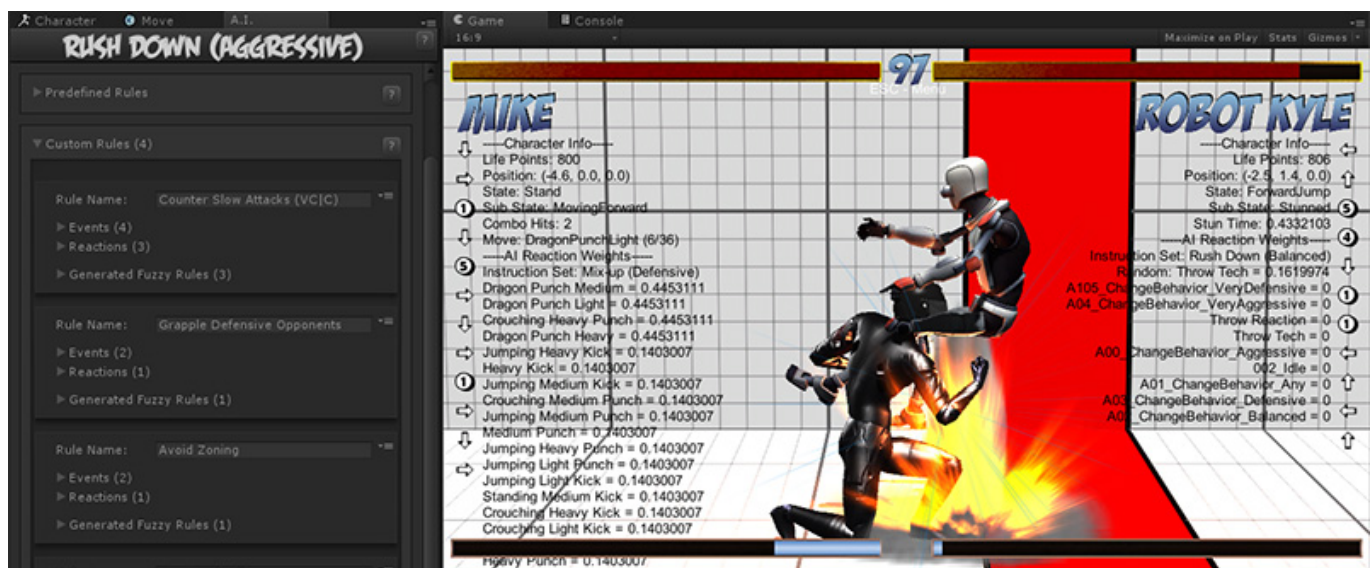 Character Move A.I.
RUSH DOWN (AGGRESSIVE)
?
Predefined Rules ?
Custom Rules (4) ?
Rule Name: Counter Slow Attacks (VC|C)
Events (4)
Reactions (3)
Generated Fuzzy Rules (3)
Rule Name: Grapple Defensive Opponents
Events (2)
Reactions (1)
Generated Fuzzy Rules (1)
Rule Name: Avoid Zoning
Events (2)
Reactions (1)
Generated Fuzzy Rules (1)
Game Console
16:9 Maximize on Play Stats Gizmos
97
ESC - Menu
MIKE
-----Character Info-----
Life Points: 800
Position: (-4.6, 0.0, 0.0)
State: Stand
1 Sub State: MovingForward
Combo Hits: 2
Move: DragonPunchLight (6/36)
-----AI Reaction Weights-----
5 Instruction Set: Mix-up (Defensive)
Dragon Punch Medium = 0.4453111
Dragon Punch Light = 0.4453111
Crouching Heavy Punch = 0.4453111
Dragon Punch Heavy = 0.4453111
Jumping Heavy Kick = 0.1403007
Heavy Kick = 0.1403007
1 Jumping Medium Kick = 0.1403007
Crouching Medium Punch = 0.1403007
Jumping Medium Punch = 0.1403007
Medium Punch = 0.1403007
Jumping Heavy Punch = 0.1403007
Jumping Light Punch = 0.1403007
Jumping Light Kick = 0.1403007
Standing Medium Kick = 0.1403007
Crouching Heavy Kick = 0.1403007
Crouching Light Kick = 0.1403007
Heavy Punch = 0.1403007
ROBOT KYLE
-----Character Info-----
Life Points: 806
Position: (-2.5, 1.4, 0.0)
State: ForwardJump
Sub State: Stunned 5
Stun Time: 0.4332103
-----AI Reaction Weights----- 4
Instruction Set: Rush Down (Balanced)
Random: Throw Tech = 0.1619974
A105_ChangeBehavior_VeryDefensive = 0 1
A04_ChangeBehavior_VeryAggressive = 0
Throw Reaction = 0 1
Throw Tech = 0
A00_ChangeBehavior_Aggressive = 0
002_Idle = 0
A01_ChangeBehavior_Any = 0
A03_ChangeBehavior_Defensive = 0
_ChangeBehavior_Balanced = 0